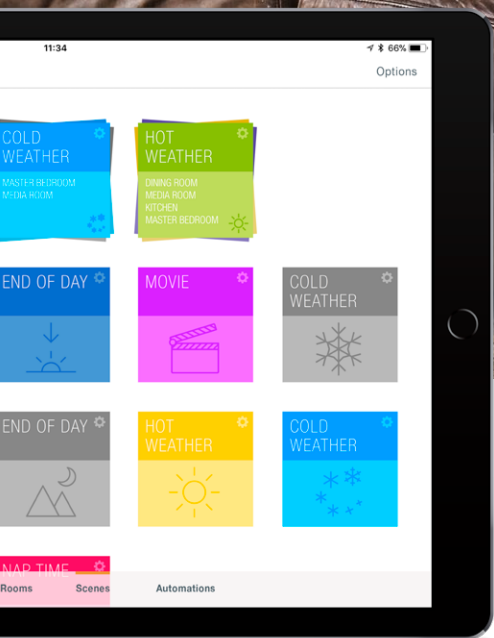 11:34
66%
Options
COLD
WEATHER
MASTER BEDROOM
MEDIA ROOM
HOT
WEATHER
DINING ROOM
MEDIA ROOM
KITCHEN
MASTER BEDROOM
END OF DAY
MOVIE
COLD
WEATHER
END OF DAY
HOT
WEATHER
COLD
WEATHER
NAP TIME
Rooms
Scenes
Automations